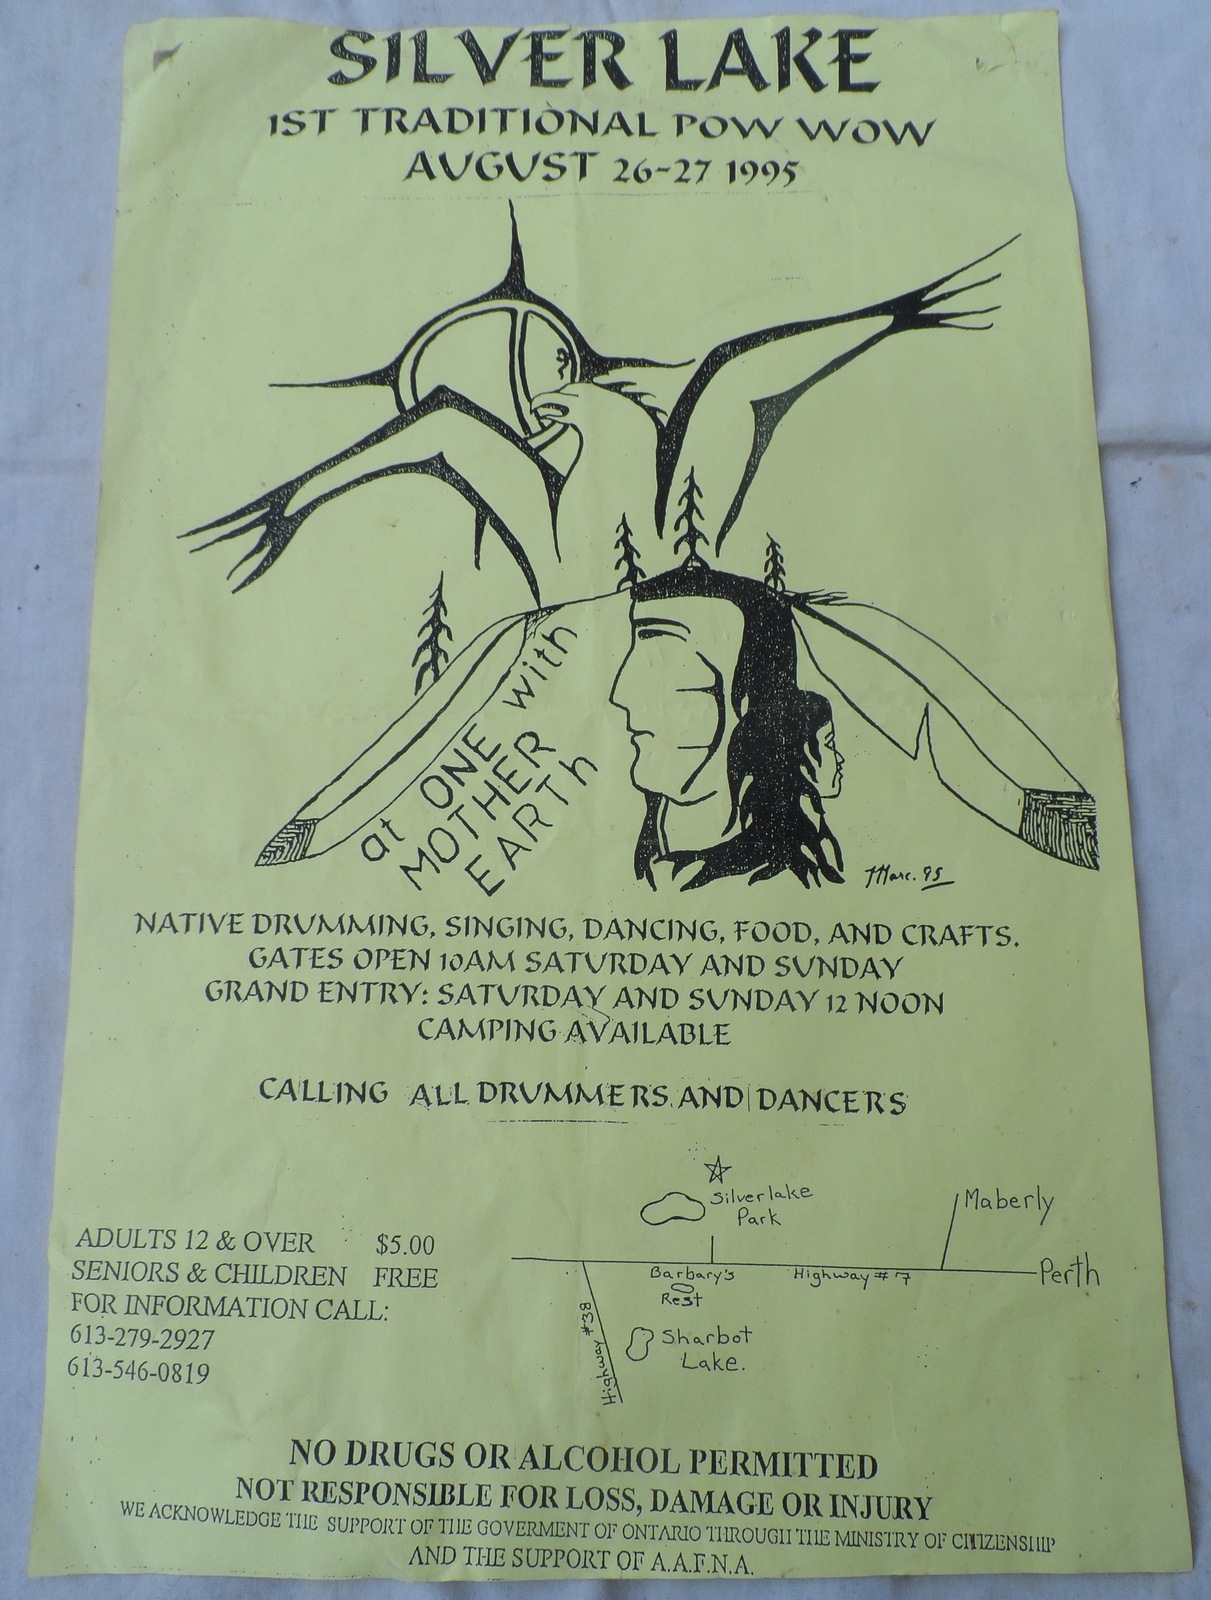 SILVER LAKE
1ST TRADITIONAL POW WOW
AUGUST 26-27 1995
at ONE with
MOTHER
EARTH
Marc. 95
NATIVE DRUMMING, SINGING, DANCING, FOOD, AND CRAFTS.
GATES OPEN 10AM SATURDAY AND SUNDAY
GRAND ENTRY: SATURDAY AND SUNDAY 12 NOON
CAMPING AVAILABLE
CALLING ALL DRUMMERS AND DANCERS
Silverlake
Park
Maberly
Perth
Barbary's
Rest
Highway #7
Highway #38
Sharbot
Lake.
ADULTS 12 & OVER $5.00
SENIORS & CHILDREN FREE
FOR INFORMATION CALL:
613-279-2927
613-546-0819
NO DRUGS OR ALCOHOL PERMITTED
NOT RESPONSIBLE FOR LOSS, DAMAGE OR INJURY
WE ACKNOWLEDGE THE SUPPORT OF THE GOVERMENT OF ONTARIO THROUGH THE MINISTRY OF CITIZENSHIP
AND THE SUPPORT OF A.A.F.N.A.